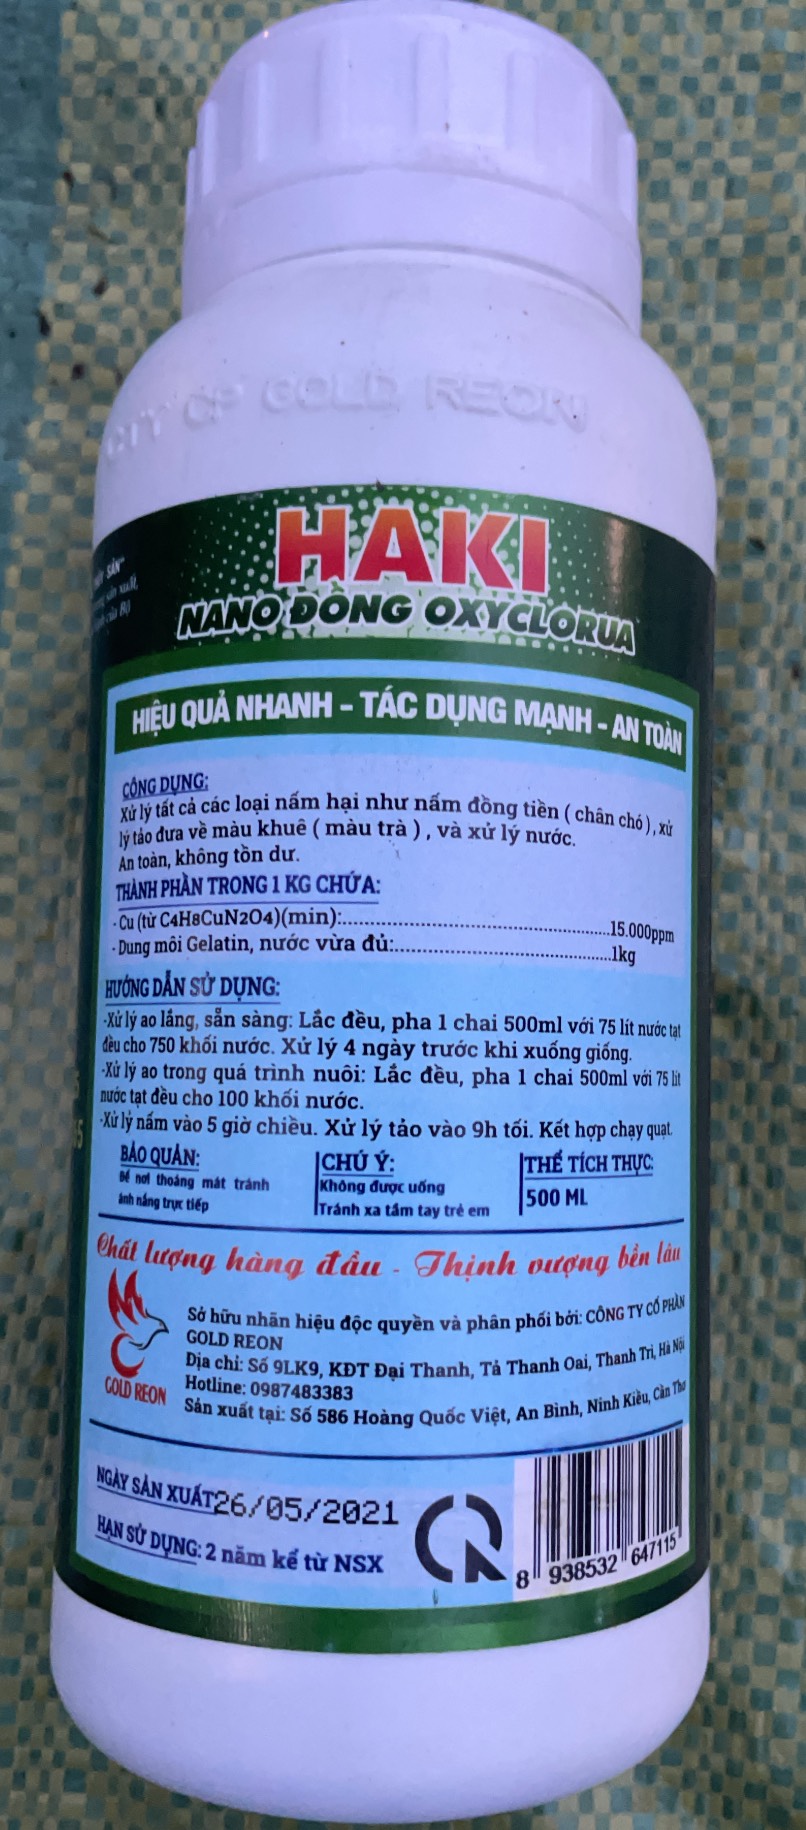 CTY CP GOLD REON
THỦY SẢN"
sản xuất,
của Bộ
HAKI
NANO ĐỒNG OXYCLORUA
HIỆU QUẢ NHANH - TÁC DỤNG MẠNH - AN TOÀN
CÔNG DỤNG:
Xử lý tất cả các loại nấm hại như nấm đồng tiền ( chân chó ) , xử
lý tảo đưa về màu khuê ( màu trà ) , và xử lý nước.
An toàn, không tồn dư.
THÀNH PHẦN TRONG 1 KG CHỨA:
- Cu (từ C4H8CuN2O4)(min):...............15.000ppm
- Dung môi Gelatin, nước vừa đủ:...............1kg
HƯỚNG DẪN SỬ DỤNG:
-Xử lý ao lắng, sẵn sàng: Lắc đều, pha 1 chai 500ml với 75 lít nước tạt
đều cho 750 khối nước. Xử lý 4 ngày trước khi xuống giống.
-Xử lý ao trong quá trình nuôi: Lắc đều, pha 1 chai 500ml với 75 lit
nước tạt đều cho 100 khối nước.
-Xử lý nấm vào 5 giờ chiều. Xử lý tảo vào 9h tối. Kết hợp chạy quạt.
BẢO QUẢN:
Để nơi thoáng mát tránh
ánh nắng trực tiếp
CHÚ Ý:
Không được uống
Tránh xa tầm tay trẻ em
THỂ TÍCH THỰC:
500 ML
Chất lượng hàng đầu - Thịnh vượng bền lâu
GOLD REON
Sở hữu nhãn hiệu độc quyền và phân phối bởi: CÔNG TY CỔ PHẦN
GOLD REON
Địa chỉ: Số 9LK9, KĐT Đại Thanh, Tả Thanh Oai, Thanh Trì, Hà Nội
Hotline: 0987483383
Sản xuất tại: Số 586 Hoàng Quốc Việt, An Bình, Ninh Kiều, Cần Thơ
NGÀY SẢN XUẤT 26/05/2021
HẠN SỬ DỤNG: 2 năm kể từ NSX
8 938532 647115